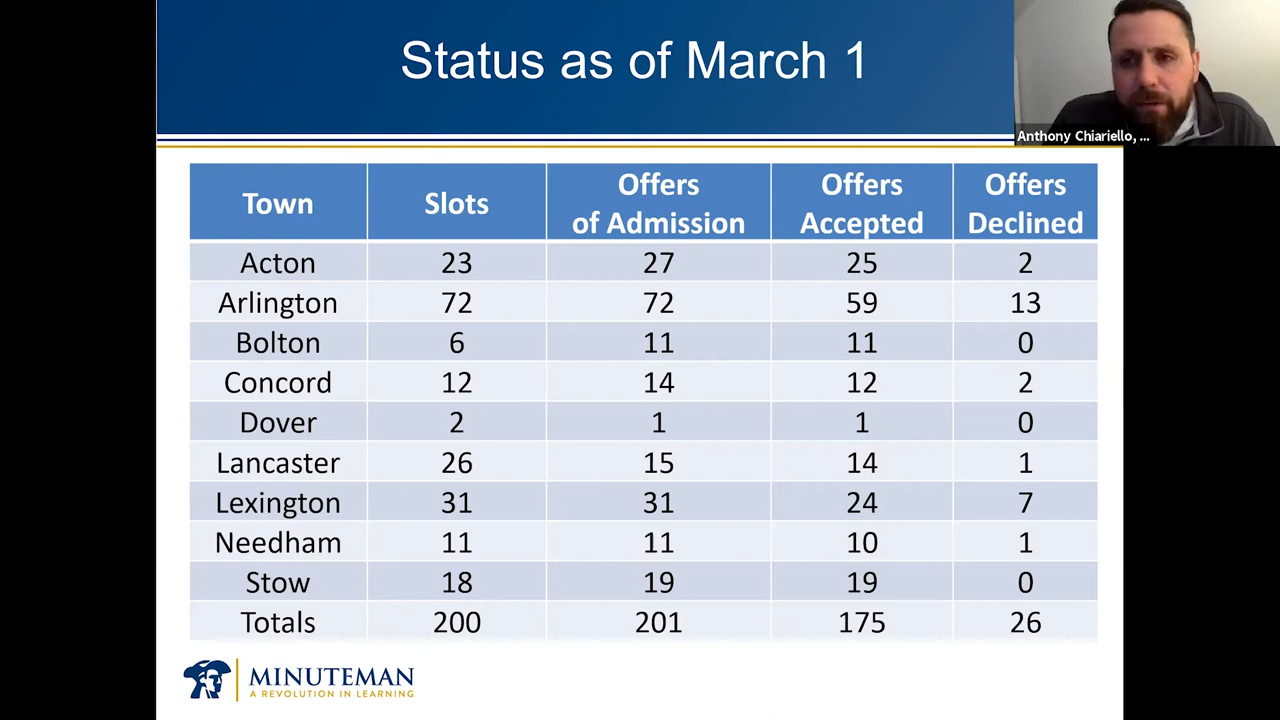 Status as of March 1
Anthony Chiariello, ...
Town Slots Offers of Admission Offers Accepted Offers Declined
Acton 23 27 25 2
Arlington 72 72 59 13
Bolton 6 11 11 0
Concord 12 14 12 2
Dover 2 1 1 0
Lancaster 26 15 14 1
Lexington 31 31 24 7
Needham 11 11 10 1
Stow 18 19 19 0
Totals 200 201 175 26
MINUTEMAN
A REVOLUTION IN LEARNING